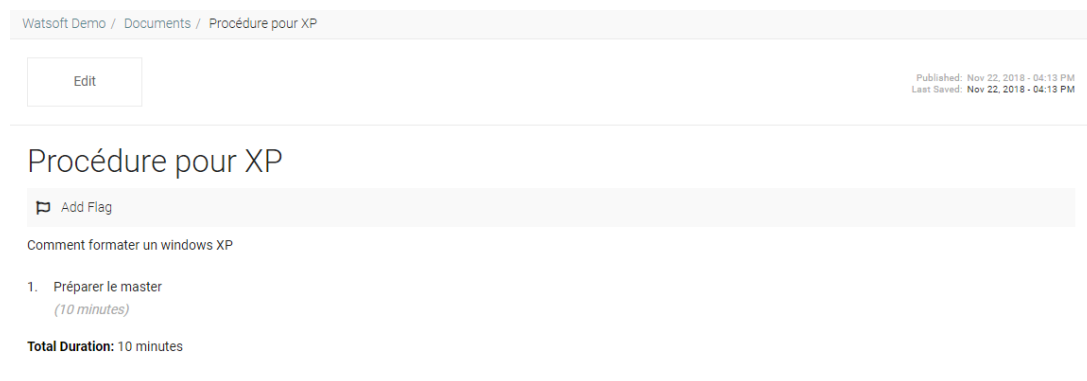 Watsoft Demo / Documents / Procédure pour XP
Edit
Published: Nov 22, 2018 - 04:13 PM
Last Saved: Nov 22, 2018 - 04:13 PM
Procédure pour XP
Add Flag
Comment formater un windows XP
1. Préparer le master
(10 minutes)
Total Duration: 10 minutes